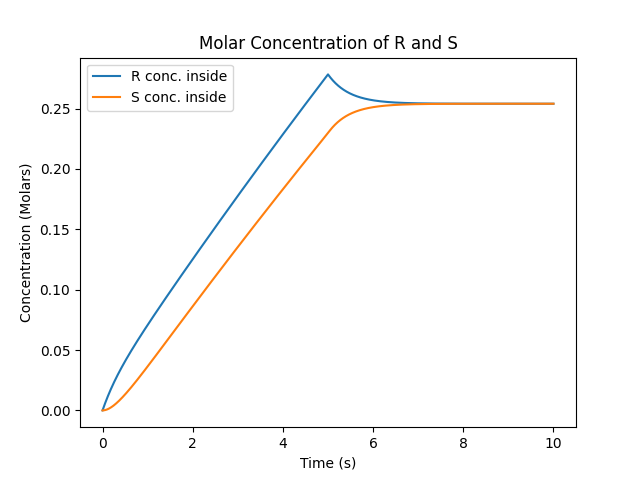 Molar Concentration of R and S
R conc. inside
S conc. inside
Concentration (Molars)
0.25
0.20
0.15
0.10
0.05
0.00
0 2 4 6 8 10
Time (s)